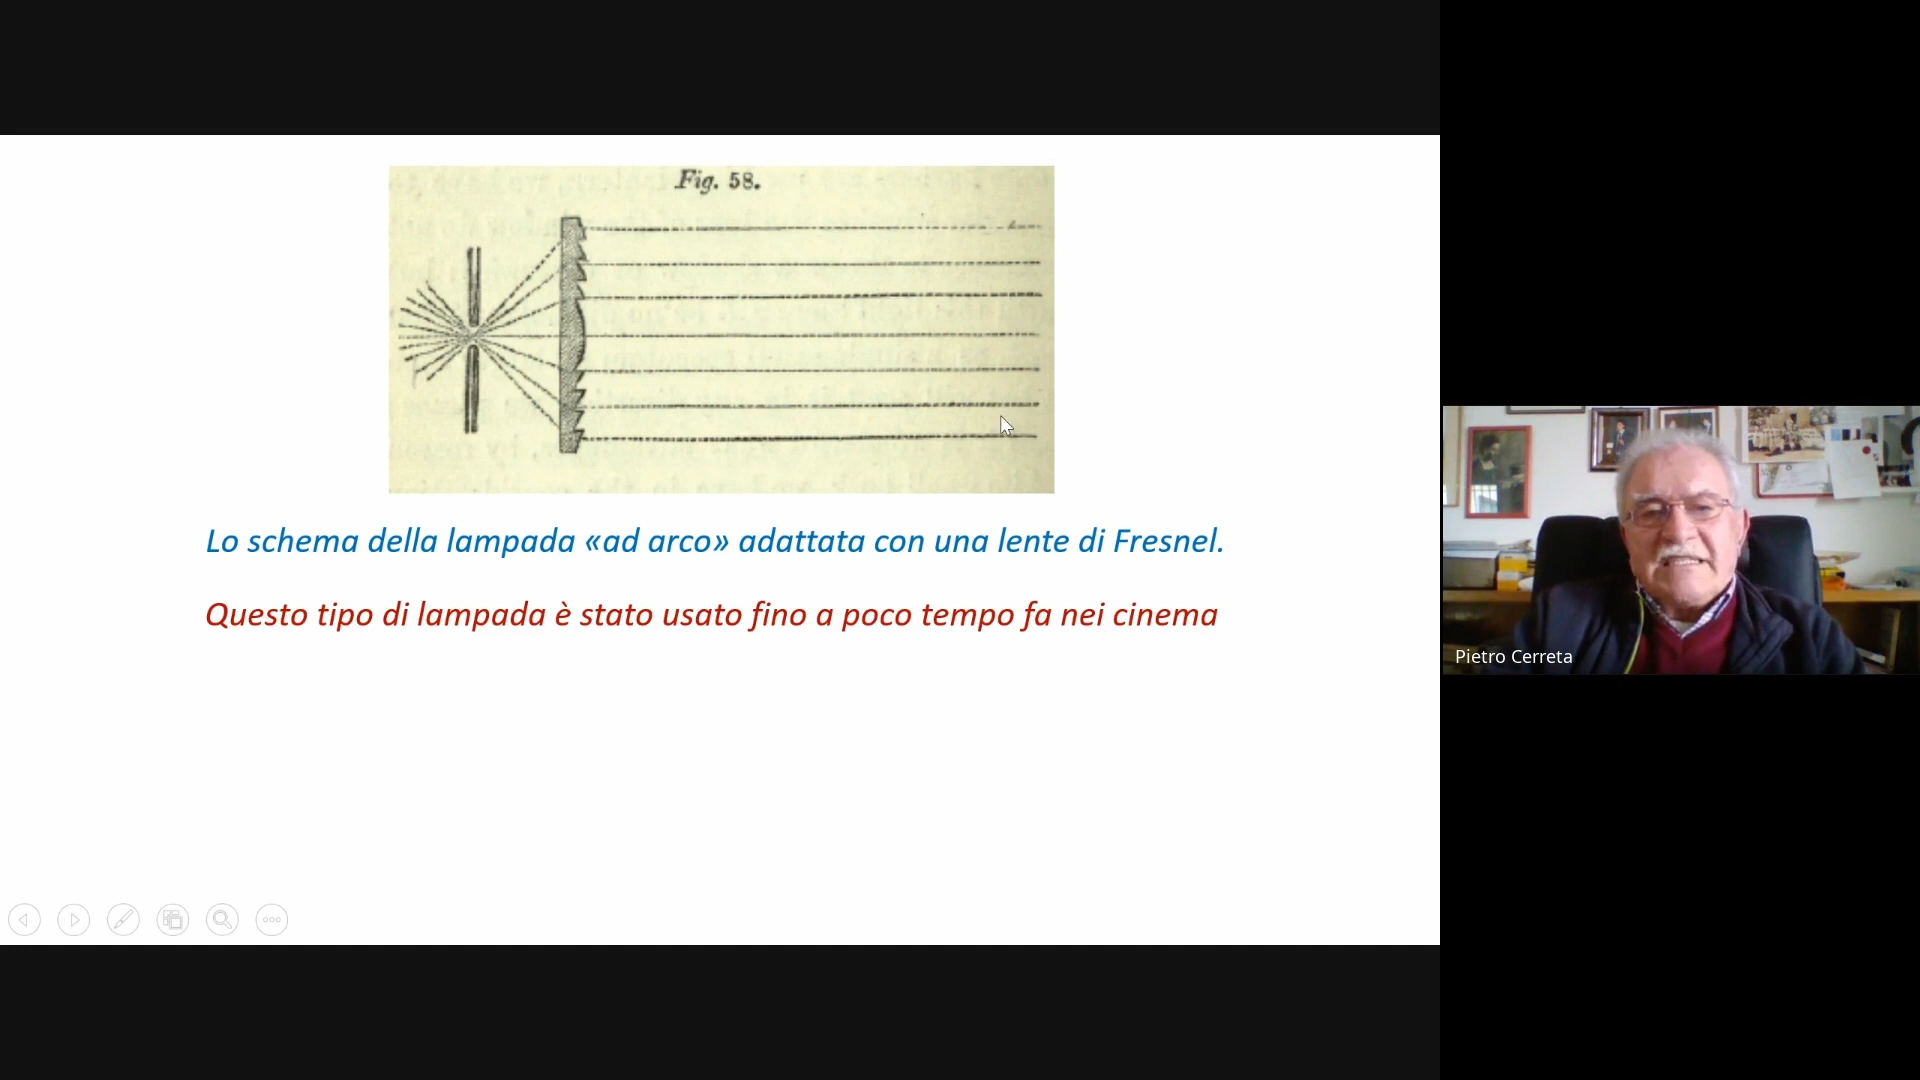 Fig. 58.
Lo schema della lampada «ad arco» adattata con una lente di Fresnel.
Questo tipo di lampada è stato usato fino a poco tempo fa nei cinema
Pietro Cerreta